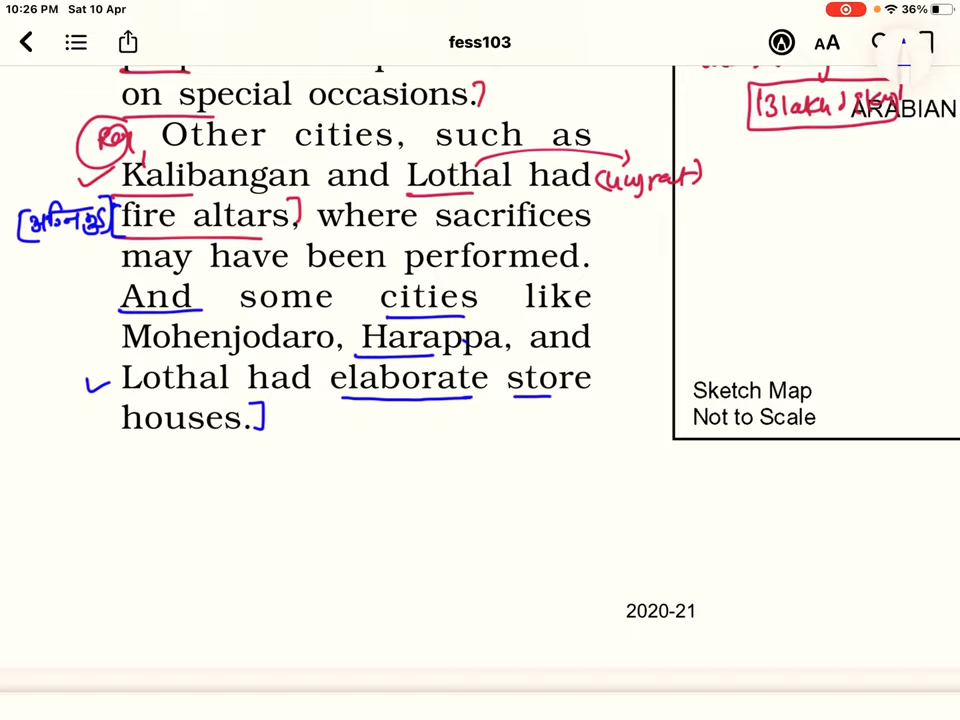 10:26 PM Sat 10 Apr 36%
fess103
AA
on special occasions.
Other cities, such as
Kalibangan and Lothal had
fire altars, where sacrifices
may have been performed.
And some cities like
Mohenjodaro, Harappa, and
Lothal had elaborate store
houses.
ARABIAN
Sketch Map
Not to Scale
2020-21